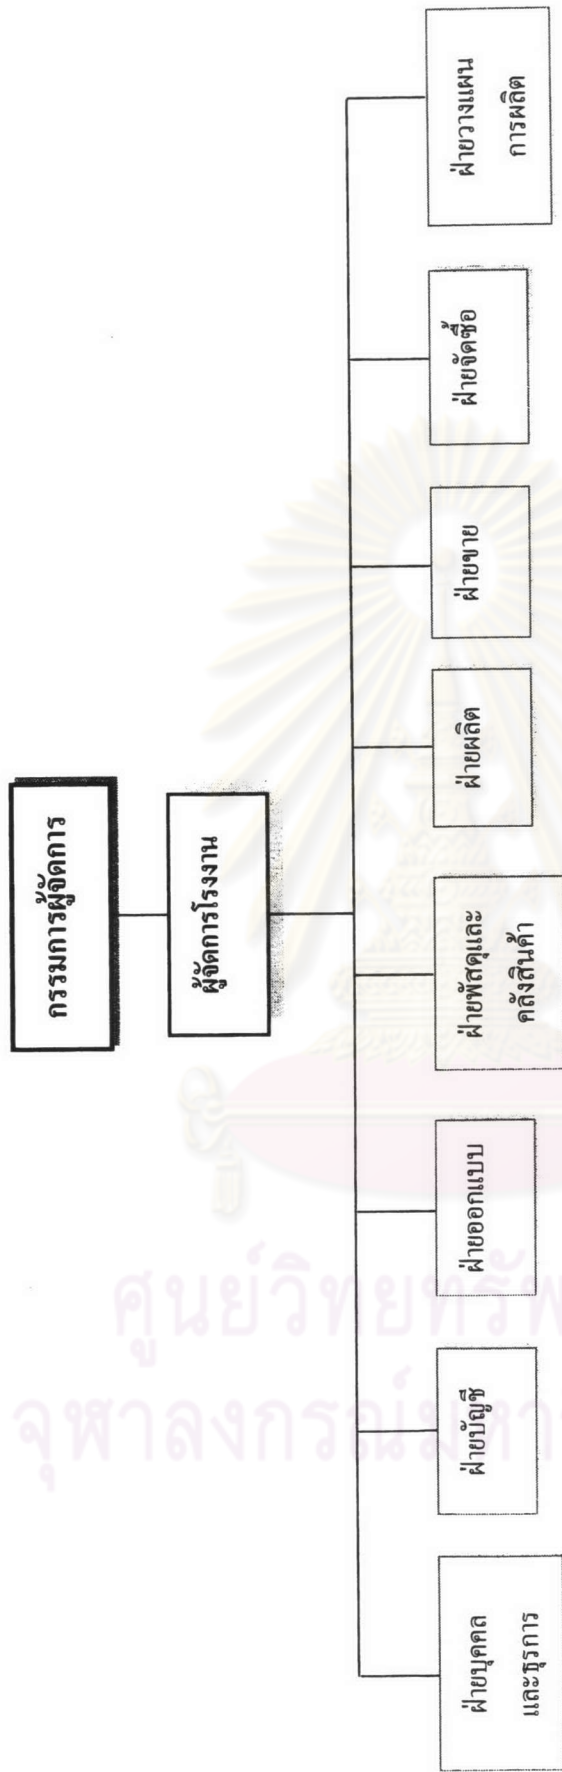 กรรมการผู้จัดการ
ผู้จัดการโรงงาน
ฝ่ายบุคคล
และธุรการ
ฝ่ายบัญชี
ฝ่ายออกแบบ
ฝ่ายพัสดุและ
คลังสินค้า
ฝ่ายผลิต
ฝ่ายขาย
ฝ่ายจัดซื้อ
ฝ่ายวางแผน
การผลิต
ศูนย์วิทยทรัพ
จุฬาลงกรณ์มหา